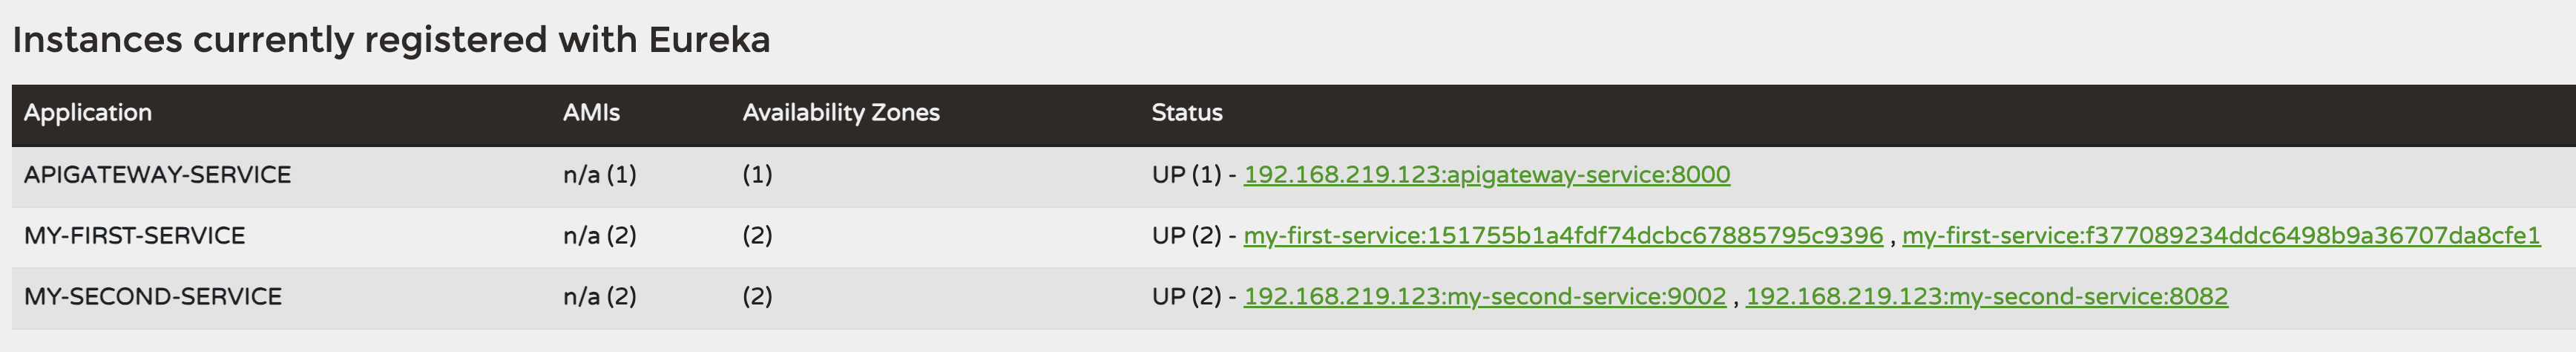 Instances currently registered with Eureka
Application AMIs Availability Zones Status
APIGATEWAY-SERVICE n/a (1) (1) UP (1) - 192.168.219.123:apigateway-service:8000
MY-FIRST-SERVICE n/a (2) (2) UP (2) - my-first-service:151755b1a4fdf74dcbc67885795c9396 , my-first-service:f377089234ddc6498b9a36707da8cfe1
MY-SECOND-SERVICE n/a (2) (2) UP (2) - 192.168.219.123:my-second-service:9002 , 192.168.219.123:my-second-service:8082